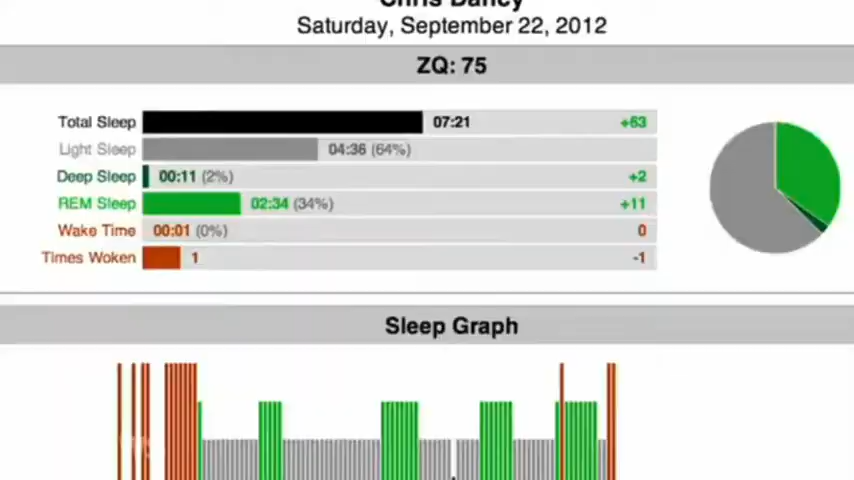 Chris Dancy
Saturday, September 22, 2012
ZQ: 75
Total Sleep 07:21 +63
Light Sleep 04:36 (64%)
Deep Sleep 00:11 (2%) +2
REM Sleep 02:34 (34%) +11
Wake Time 00:01 (0%) 0
Times Woken 1 -1
Sleep Graph